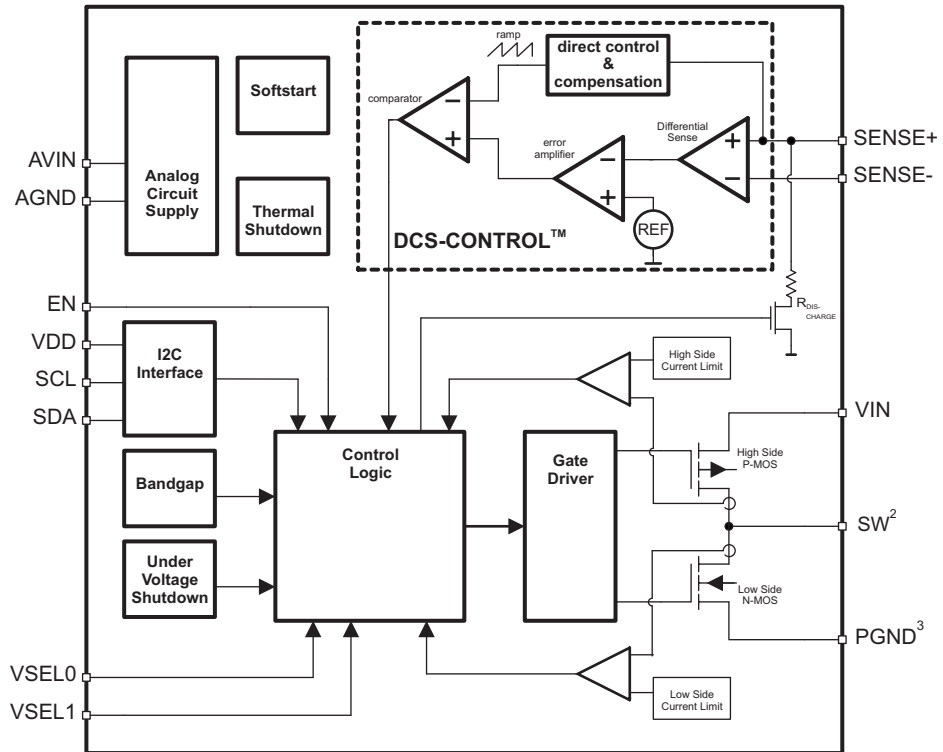 ramp
direct control
&
compensation
Softstart
comparator
Differential
Sense
SENSE+
error
amplifier
AVIN
Analog
Circuit
Supply
SENSE-
AGND
Thermal
Shutdown
REF
DCS-CONTROL™
R DIS-
CHARGE
EN
VDD
I2C
Interface
High Side
Current Limit
SCL
SDA
VIN
Control
Logic
Gate
Driver
High Side
P-MOS
Bandgap
SW2
Under
Voltage
Shutdown
Low Side
N-MOS
PGND3
VSEL0
Low Side
Current Limit
VSEL1